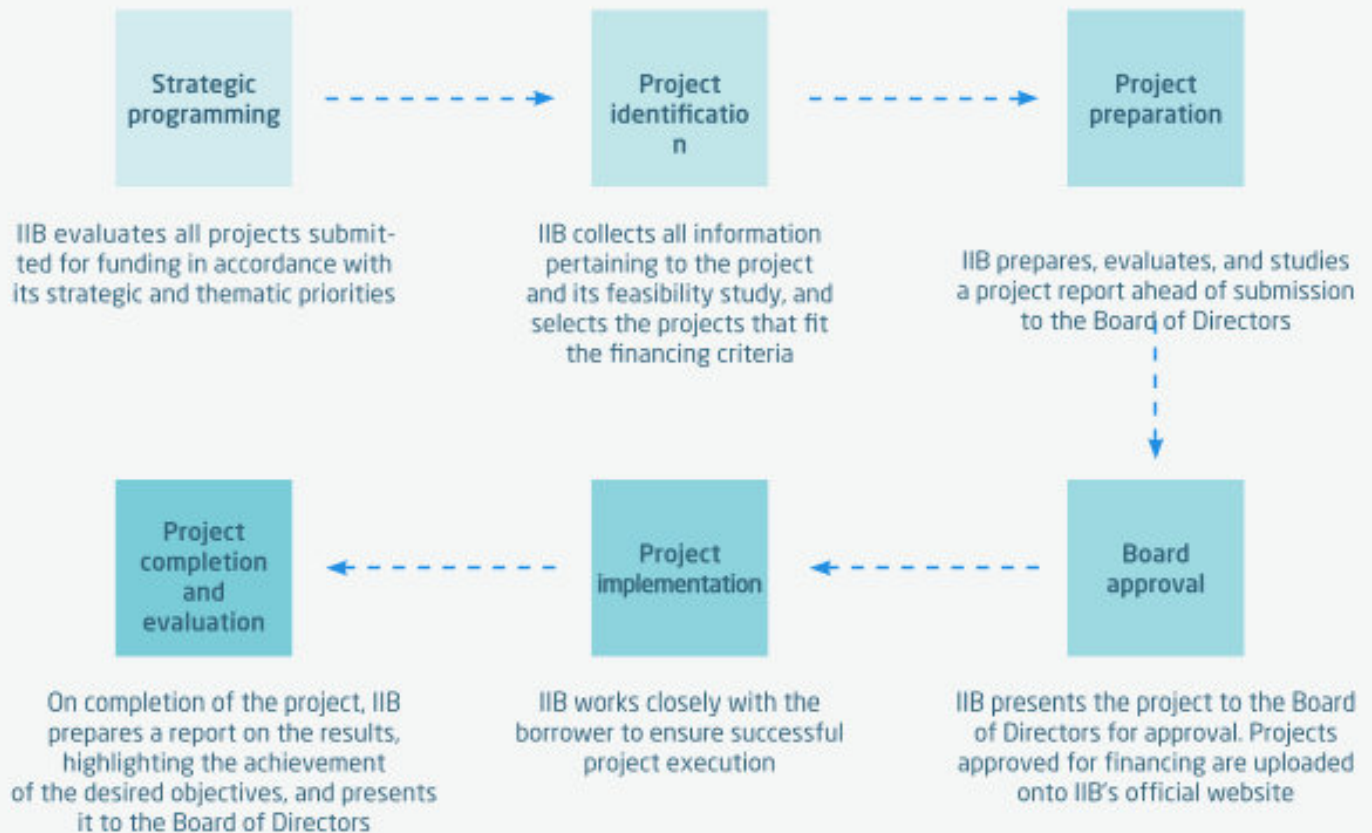 Strategic
programming
Project
identificatio
n
Project
preparation
IIB evaluates all projects submit-
ted for funding in accordance with
its strategic and thematic priorities
IIB collects all information
pertaining to the project
and its feasibility study, and
selects the projects that fit
the financing criteria
IIB prepares, evaluates, and studies
a project report ahead of submission
to the Board of Directors
Board
approval
IIB presents the project to the Board
of Directors for approval. Projects
approved for financing are uploaded
onto IIB's official website
Project
implementation
IIB works closely with the
borrower to ensure successful
project execution
Project
completion
and
evaluation
On completion of the project, IIB
prepares a report on the results,
highlighting the achievement
of the desired objectives, and presents
it to the Board of Directors